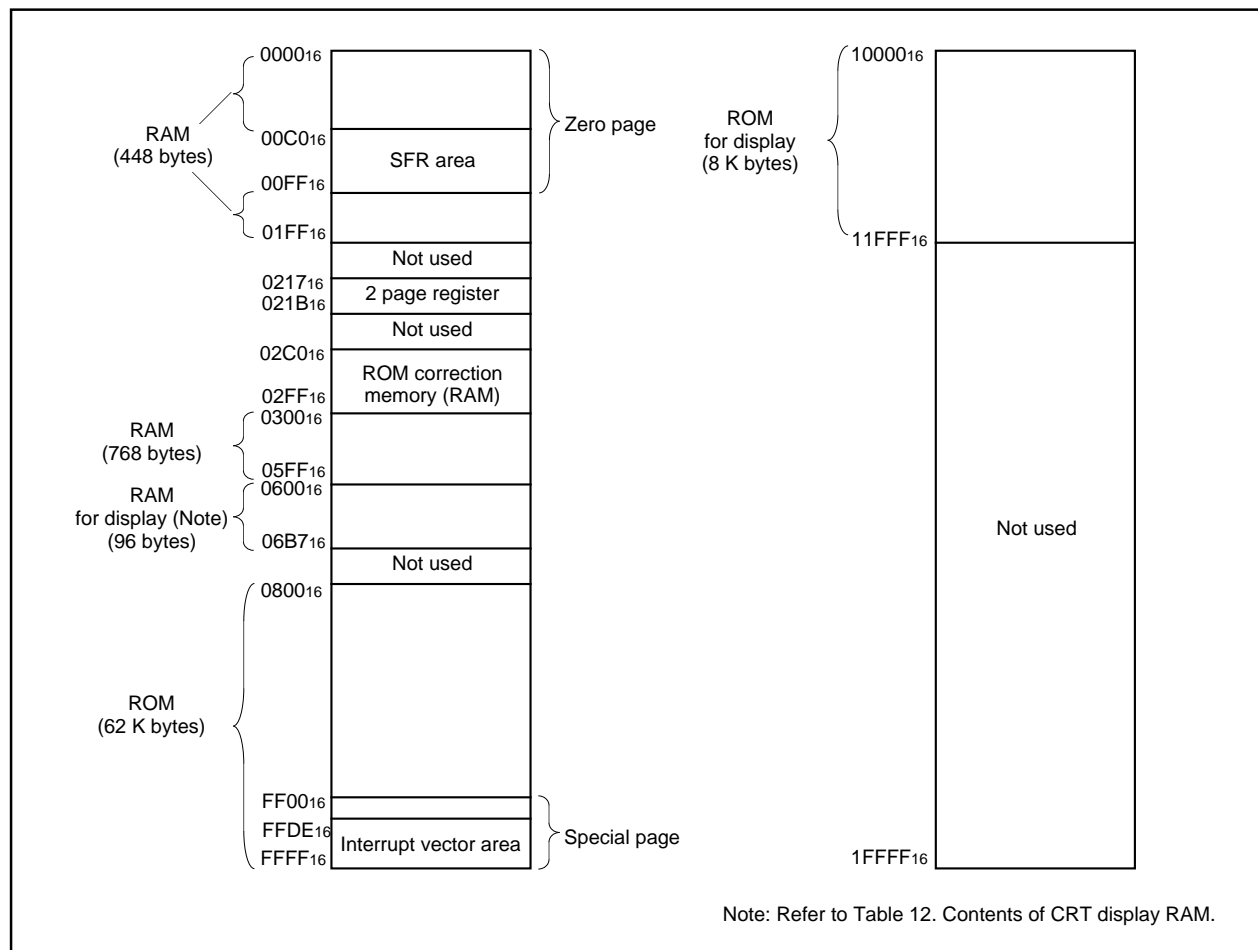 0000₁₆
RAM
(448 bytes)
00C0₁₆
SFR area
Zero page
00FF₁₆
01FF₁₆
Not used
0217₁₆
021B₁₆
2 page register
Not used
02C0₁₆
ROM correction
memory (RAM)
02FF₁₆
0300₁₆
RAM
(768 bytes)
05FF₁₆
0600₁₆
RAM
for display (Note)
(96 bytes)
06B7₁₆
Not used
0800₁₆
ROM
(62 K bytes)
FF00₁₆
FFDE₁₆
Interrupt vector area
FFFF₁₆
Special page
10000₁₆
ROM
for display
(8 K bytes)
11FFF₁₆
Not used
1FFFF₁₆
Note: Refer to Table 12. Contents of CRT display RAM.